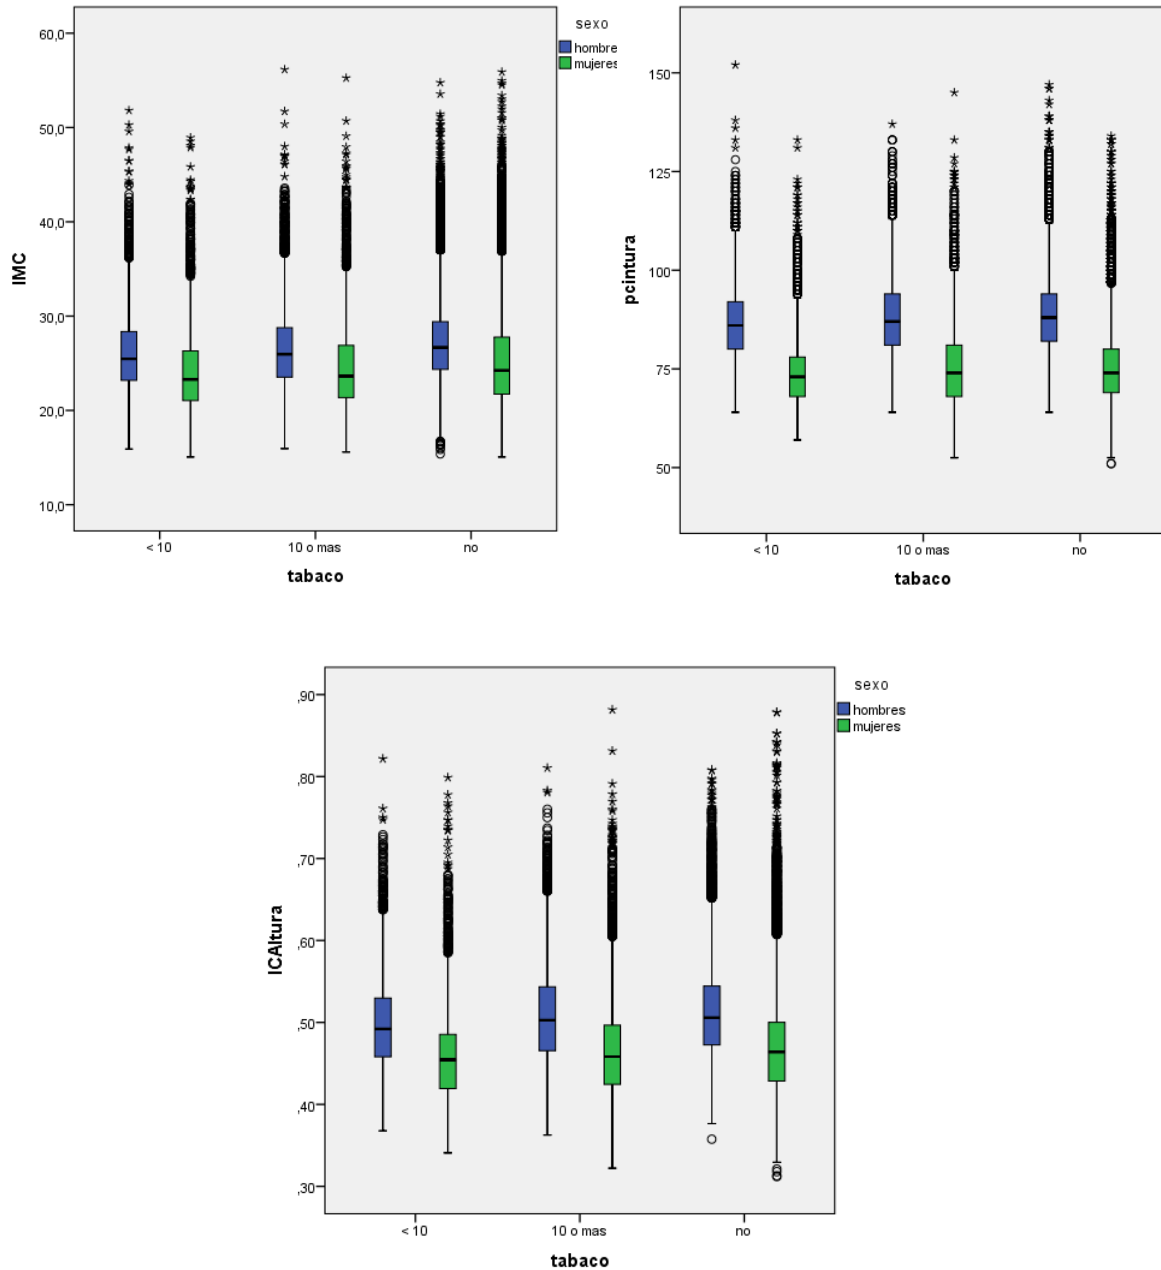 sexo
hombre
mujeres
60,0
50,0
40,0
30,0
20,0
10,0
IMC
< 10
10 o mas
no
tabaco
150
125
100
75
50
pcintura
< 10
10 o mas
no
tabaco
sexo
hombres
mujeres
,90
,80
,70
,60
,50
,40
,30
ICAltura
< 10
10 o mas
no
tabaco